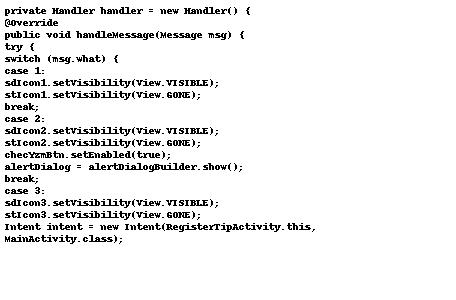 private Handler handler = new Handler() {
@Override
public void handleMessage(Message msg) {
try {
switch (msg.what) {
case 1:
sdIcon1.setVisibility(View.VISIBLE);
stIcon1.setVisibility(View.GONE);
break;
case 2:
sdIcon2.setVisibility(View.VISIBLE);
stIcon2.setVisibility(View.GONE);
checYzmBtn.setEnabled(true);
alertDialog = alertDialogBuilder.show();
break;
case 3:
sdIcon3.setVisibility(View.VISIBLE);
stIcon3.setVisibility(View.GONE);
Intent intent = new Intent(RegisterTipActivity.this,
MainActivity.class);